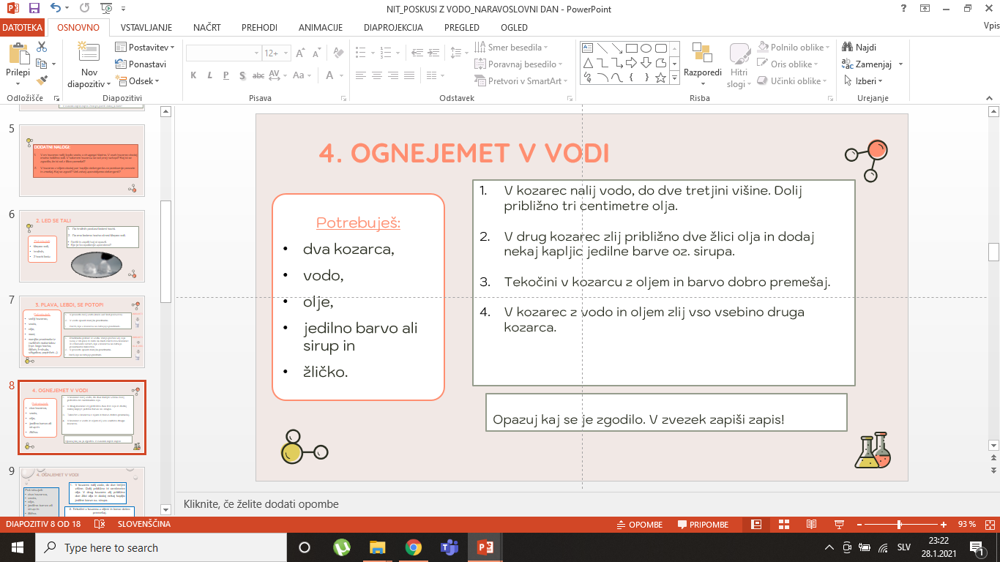 NIT_POSKUSI Z VODO_NARAVOSLOVNI DAN - PowerPoint
DATOTEKA OSNOVNO VSTAVLJANJE NAČRT PREHODI ANIMACIJE DIAPROJEKCIJA PREGLED OGLED Vpis
Prilepi
Odložišče
Nov
diapozitiv
Postavitev
Ponastavi
Odsek
Diapozitivi
12+
Pisava
Smer besedila
Poravnaj besedilo
Pretvori v SmartArt
Odstavek
Razporedi
Hitri
slogi
Polnilo oblike
Oris oblike
Učinki oblike
Risba
Najdi
Zamenjaj
Izberi
Urejanje
5
DODATNI NALOGI:
6
2. LED SE TALI
7
3. PLAVA, LEBDI, SE POTOPI
8
4. OGNEJEMET V VODI
9
4. OGNJEMET V VODI
4. OGNEJEMET V VODI
Potrebuješ:
• dva kozarca,
• vodo,
• olje,
• jedilno barvo ali
sirup in
• žličko.
1. V kozarec nalij vodo, do dve tretjini višine. Dolij
približno tri centimetre olja.
2. V drug kozarec zlij približno dve žlici olja in dodaj
nekaj kapljic jedilne barve oz. sirupa.
3. Tekočini v kozarcu z oljem in barvo dobro premešaj.
4. V kozarec z vodo in oljem zlij vso vsebino druga
kozarca.
Opazuj kaj se je zgodilo. V zvezek zapiši zapis!
Kliknite, če želite dodati opombe
DIAPOZITIV 8 OD 18 SLOVENŠČINA OPOMBE PRIPOMBE 93 %
Type here to search
SLV
23:22
28.1.2021
1